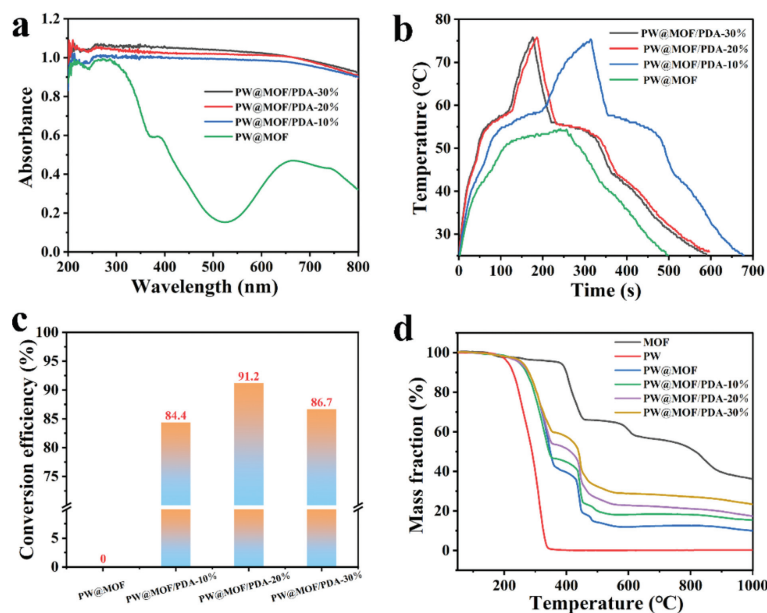 a
Absorbance
1.2
1.0
0.8
0.6
0.4
0.2
0.0
PW@MOF/PDA-30%
PW@MOF/PDA-20%
PW@MOF/PDA-10%
PW@MOF
200 300 400 500 600 700 800
Wavelength (nm)
b
Temperature (°C)
80
70
60
50
40
30
PW@MOF/PDA-30%
PW@MOF/PDA-20%
PW@MOF/PDA-10%
PW@MOF
0 100 200 300 400 500 600 700
Time (s)
c
Conversion efficiency (%)
100
95
90
85
80
75
5
0
0
84.4
91.2
86.7
PW@MOF
PW@MOF/PDA-10%
PW@MOF/PDA-20%
PW@MOF/PDA-30%
d
Mass fraction (%)
100
80
60
40
20
0
MOF
PW
PW@MOF
PW@MOF/PDA-10%
PW@MOF/PDA-20%
PW@MOF/PDA-30%
200 400 600 800 1000
Temperature (°C)